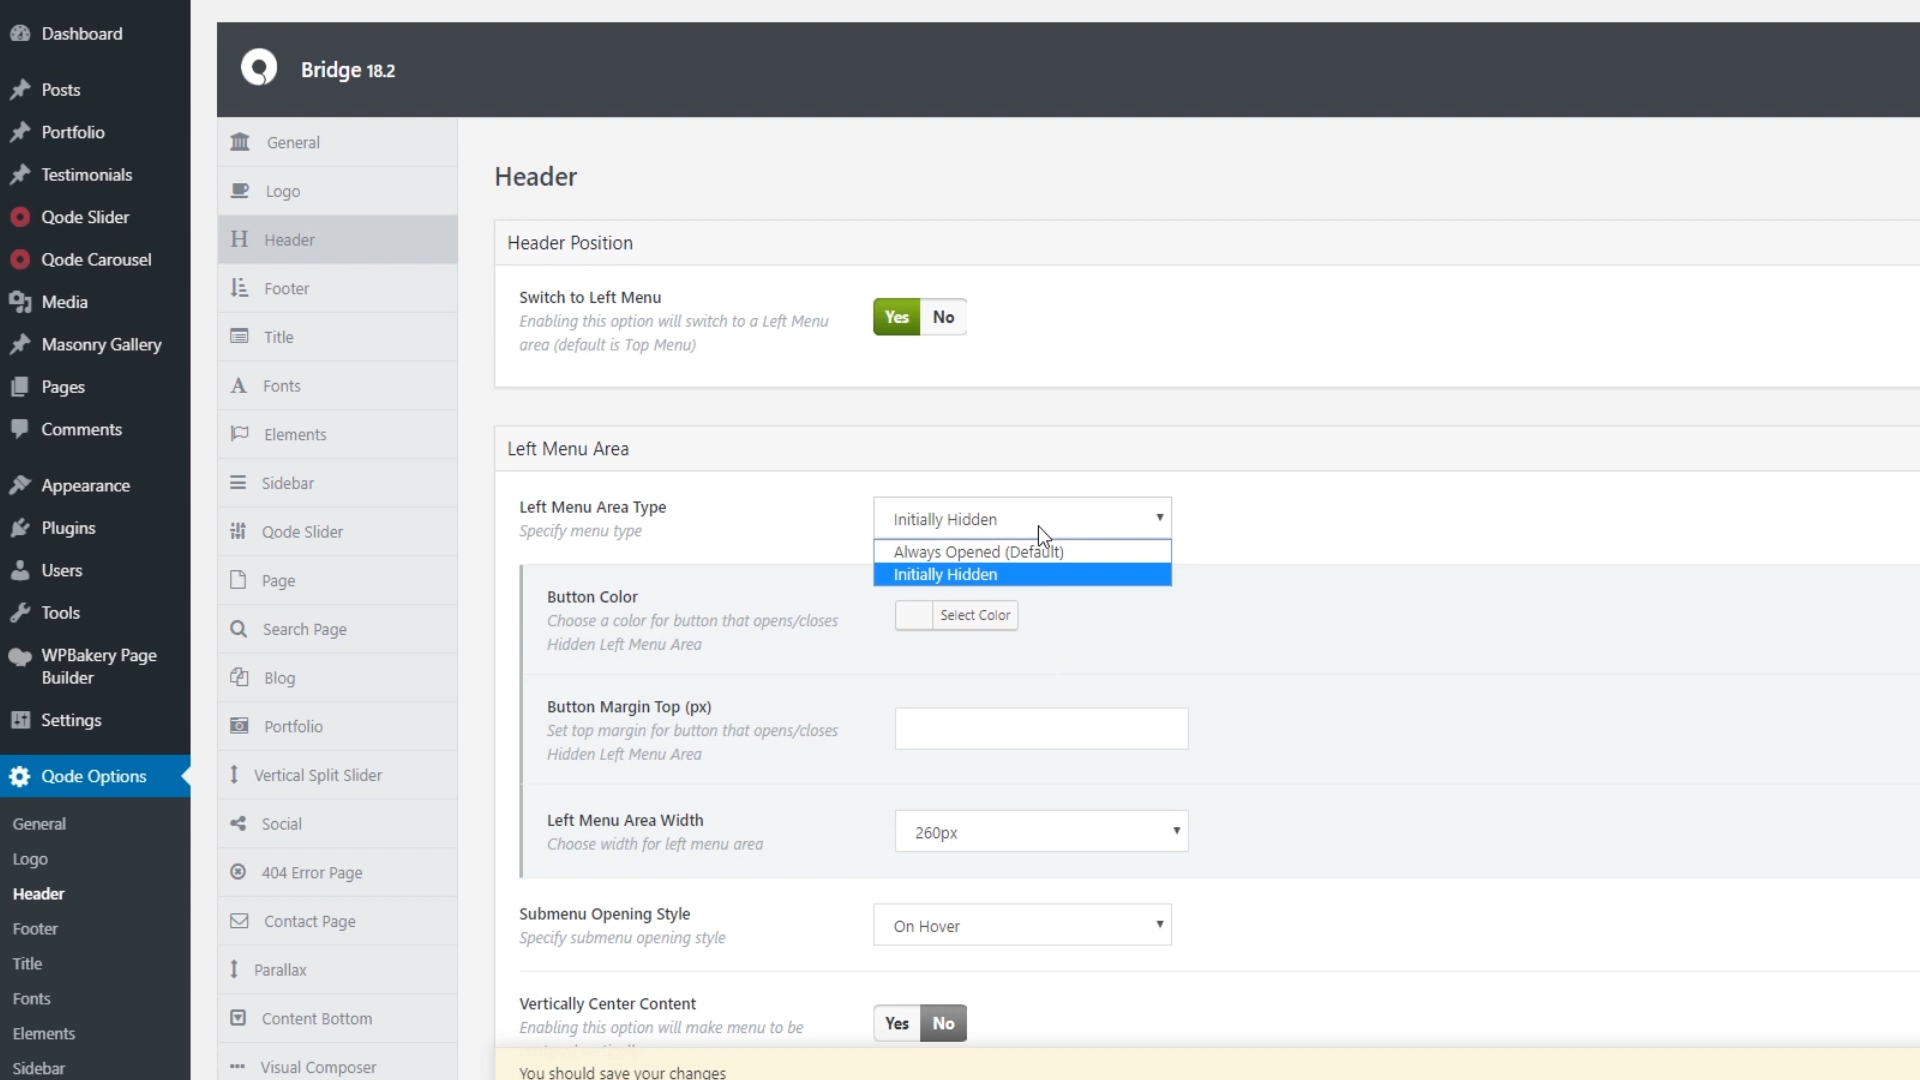 Dashboard
Posts
Portfolio
Testimonials
Qode Slider
Qode Carousel
Media
Masonry Gallery
Pages
Comments
Appearance
Plugins
Users
Tools
WPBakery Page
Builder
Settings
Qode Options
General
Logo
Header
Footer
Title
Fonts
Elements
Sidebar
Bridge 18.2
General
Logo
Header
Footer
Title
Fonts
Elements
Sidebar
Qode Slider
Page
Search Page
Blog
Portfolio
Vertical Split Slider
Social
404 Error Page
Contact Page
Parallax
Content Bottom
Visual Composer
Header
Header Position
Switch to Left Menu
Enabling this option will switch to a Left Menu
area (default is Top Menu)
Yes No
Left Menu Area
Left Menu Area Type
Specify menu type
Initially Hidden
Always Opened (Default)
Initially Hidden
Button Color
Choose a color for button that opens/closes
Hidden Left Menu Area
Select Color
Button Margin Top (px)
Set top margin for button that opens/closes
Hidden Left Menu Area
Left Menu Area Width
Choose width for left menu area
260px
Submenu Opening Style
Specify submenu opening style
On Hover
Vertically Center Content
Enabling this option will make menu to be
Yes No
You should save your changes